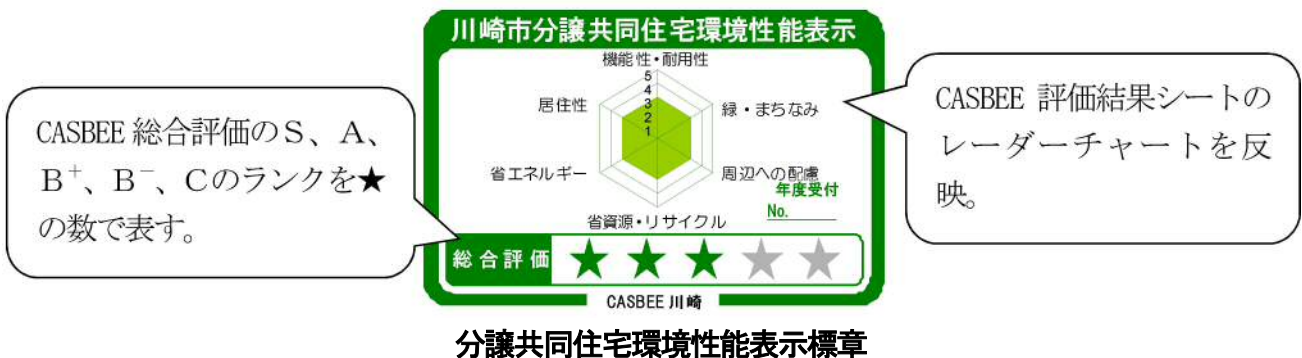 川崎市分譲共同住宅環境性能表示
機能性・耐用性
5
4
3
2
1
居住性
緑・まちなみ
省エネルギー
周辺への配慮
年度受付
No.
省資源・リサイクル
総合評価 ★ ★ ★ ★ ★
CASBEE 川崎
CASBEE 総合評価のS、A、
B⁺、B⁻、Cのランクを★
の数で表す。
CASBEE 評価結果シートの
レーダーチャートを反
映。
分譲共同住宅環境性能表示標章